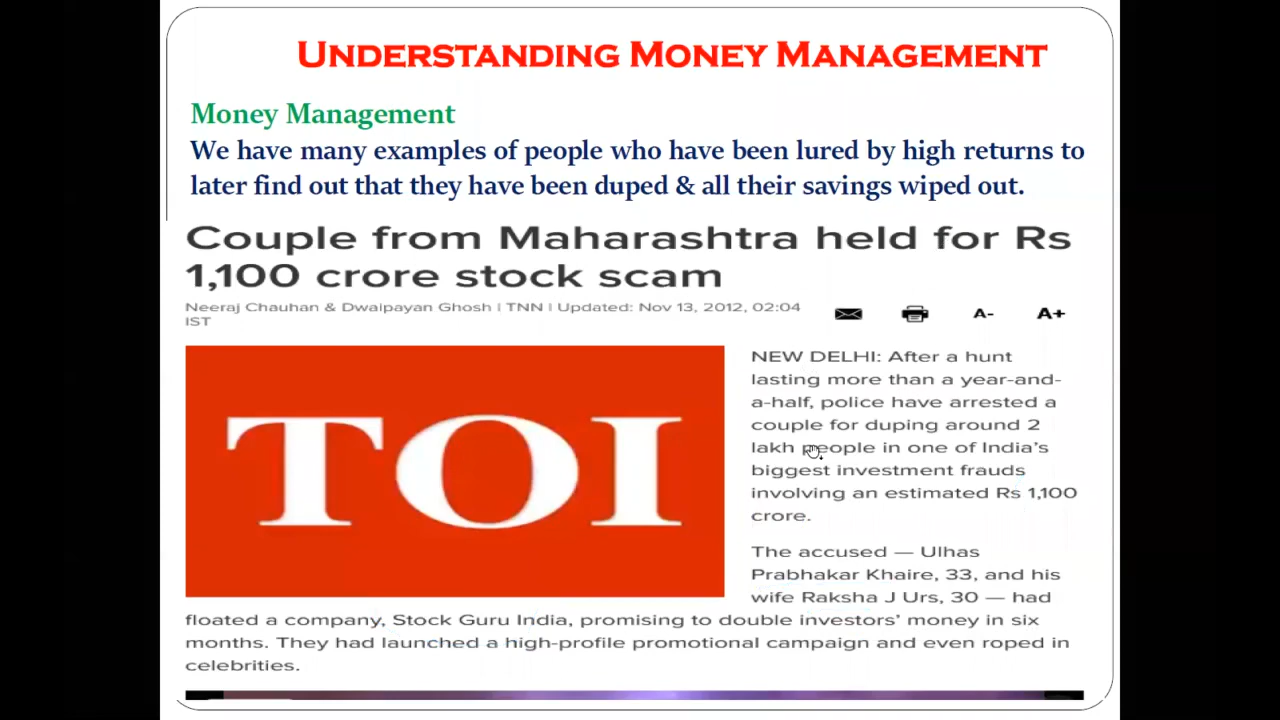 UNDERSTANDING MONEY MANAGEMENT
Money Management
We have many examples of people who have been lured by high returns to
later find out that they have been duped & all their savings wiped out.
Couple from Maharashtra held for Rs
1,100 crore stock scam
Neeraj Chauhan & Dwaipayan Ghosh | TNN | Updated: Nov 13, 2012, 02:04
IST
A- A+
TOI
NEW DELHI: After a hunt
lasting more than a year-and-
a-half, police have arrested a
couple for duping around 2
lakh people in one of India's
biggest investment frauds
involving an estimated Rs 1,100
crore.
The accused — Ulhas
Prabhakar Khaire, 33, and his
wife Raksha J Urs, 30 — had
floated a company, Stock Guru India, promising to double investors' money in six
months. They had launched a high-profile promotional campaign and even roped in
celebrities.